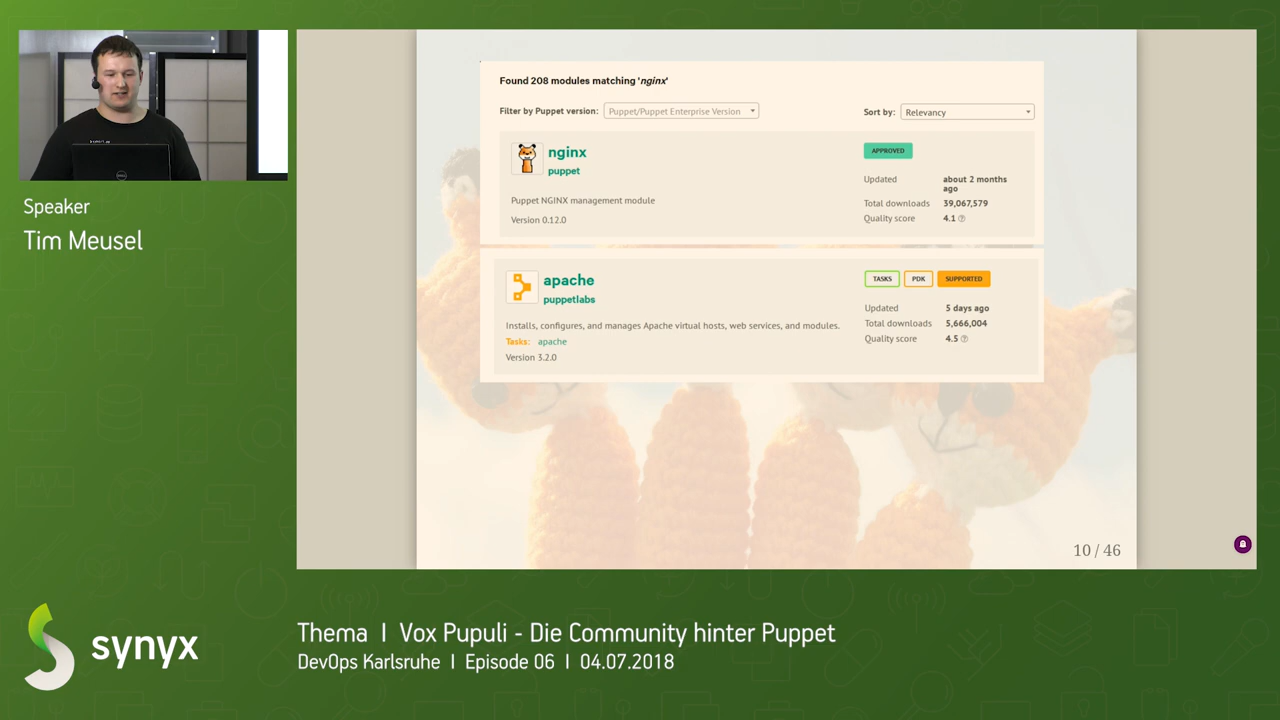 Speaker
Tim Meusel
Found 208 modules matching 'nginx'
Filter by Puppet version: Puppet/Puppet Enterprise Version
Sort by: Relevancy
nginx
puppet
Puppet NGINX management module
Version 0.12.0
APPROVED
Updated about 2 months
ago
Total downloads 39,067,579
Quality score 4.1
apache
puppetlabs
Installs, configures, and manages Apache virtual hosts, web services, and modules.
Tasks: apache
Version 3.2.0
TASKS PDK SUPPORTED
Updated 5 days ago
Total downloads 5,666,004
Quality score 4.5
10 / 46
synyx
Thema | Vox Pupuli - Die Community hinter Puppet
DevOps Karlsruhe | Episode 06 | 04.07.2018